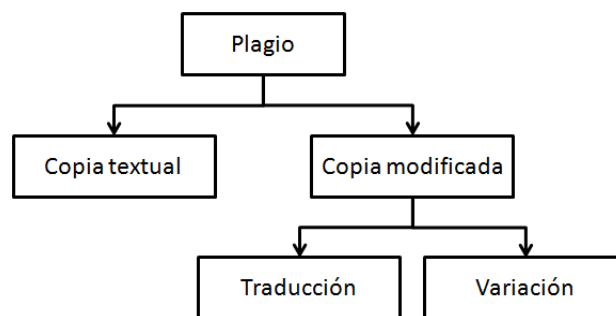 Plagio
Copia textual
Copia modificada
Traducción
Variación